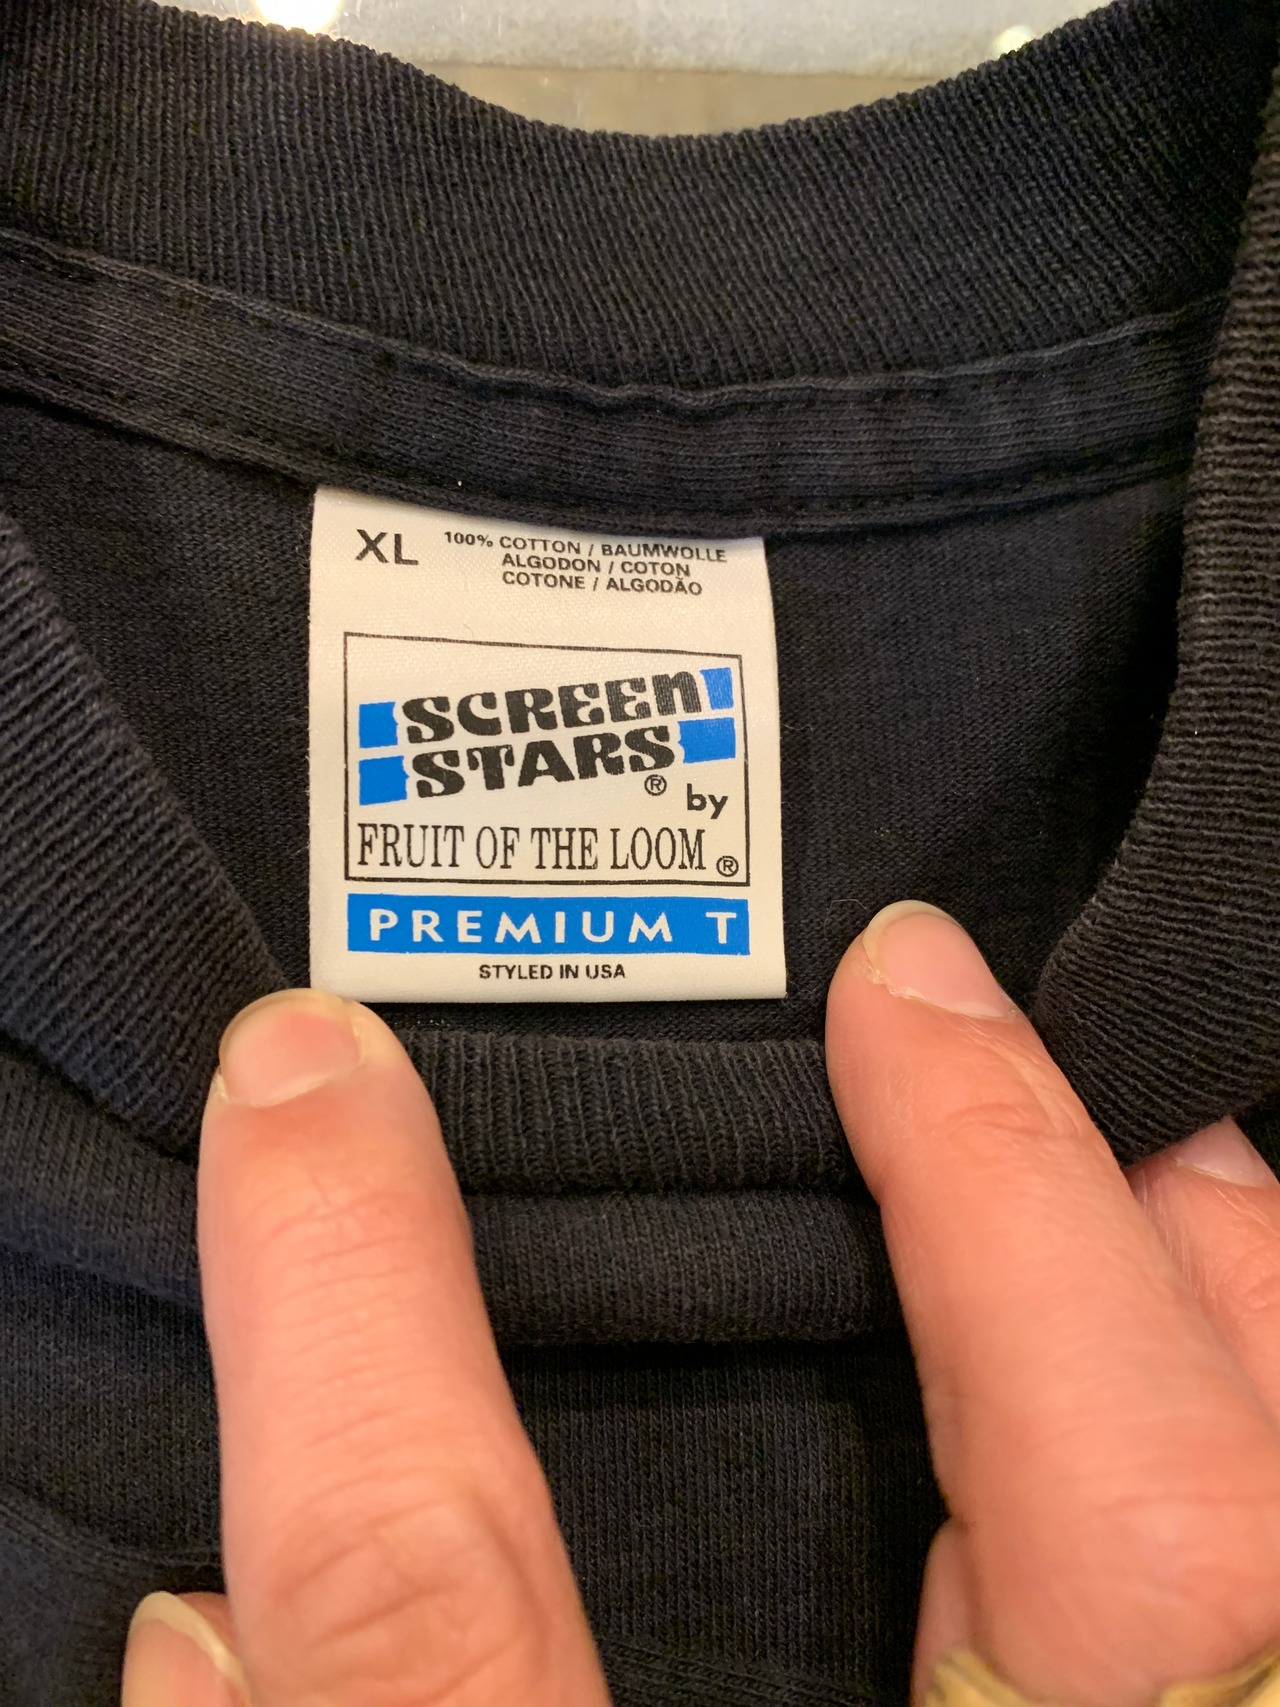 XL
100% COTTON / BAUMWOLLE
ALGODON / COTON
COTONE / ALGODÃO
SCREEn
STARS®
by
FRUIT OF THE LOOM®
PREMIUM T
STYLED IN USA